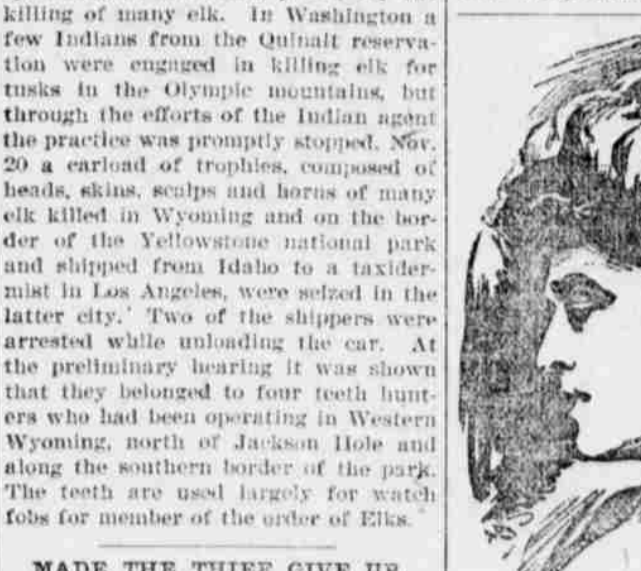 killing of many elk. In Washington a
few Indians from the Quinait reserva-
tion were engaged in killing elk for
tusks in the Olympic mountains, but
through the efforts of the Indian agent
the practice was promptly stopped. Nov.
20 a carload of trophies, composed of
heads, skins, scalps and horns of many
elk killed in Wyoming and on the bor-
der of the Yellowstone national park
and shipped from Idaho to a taxider-
mist in Los Angeles, were seized in the
latter city. Two of the shippers were
arrested while unloading the car. At
the preliminary hearing it was shown
that they belonged to four teeth hunt-
ers who had been operating in Western
Wyoming, north of Jackson Hole and
along the southern border of the park.
The teeth are used largely for watch
fobs for member of the order of Elks.
MADE THE THIEF GIVE UP